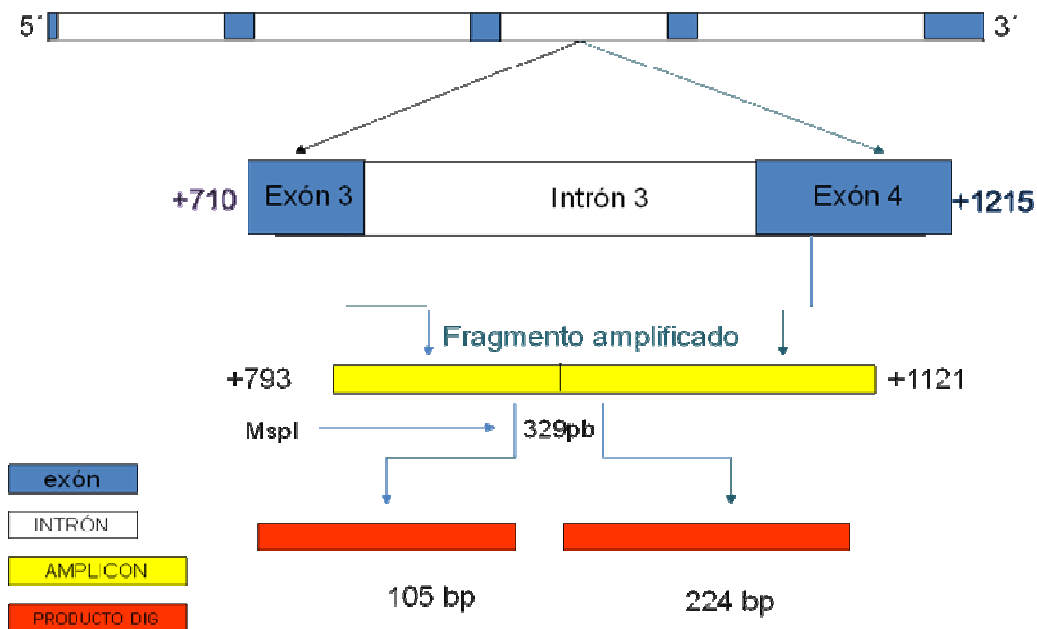 5´ 3´
+710 Exón 3 Intrón 3 Exón 4 +1215
Fragmento amplificado
+793 +1121
MspI 329pb
exón
INTRÓN
AMPLICON
PRODUCTO DIG
105 bp 224 bp